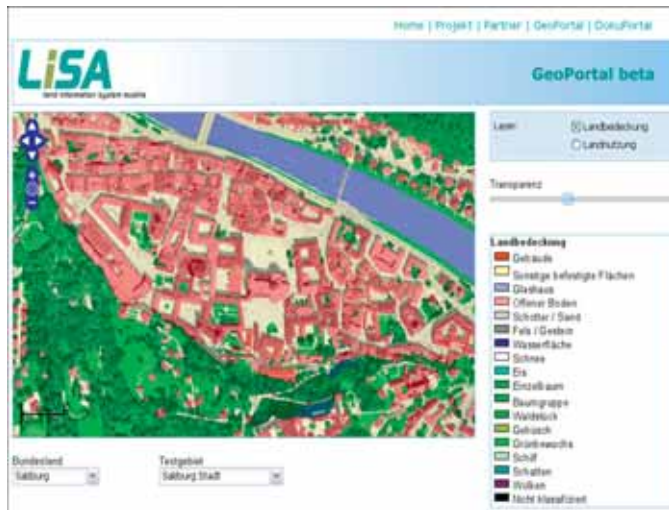 Home | Projekt | Partner | GeoPortal | DokuPortal
LiSA
land information system austria
GeoPortal beta
Layer
Landbedeckung
Landnutzung
Transparenz
Landbedeckung
Gebäude
Sonstige befestigte Flächen
Glashaus
Offener Boden
Schotter / Sand
Fels / Gestein
Wasserfläche
Schnee
Eis
Einzelbaum
Baumgruppe
Waldstück
Gebüsch
Grünbewuchs
Schilf
Schatten
Wolken
Nicht klassifiziert
Bundesland
Testgebiet
Salzburg
Salzburg Stadt